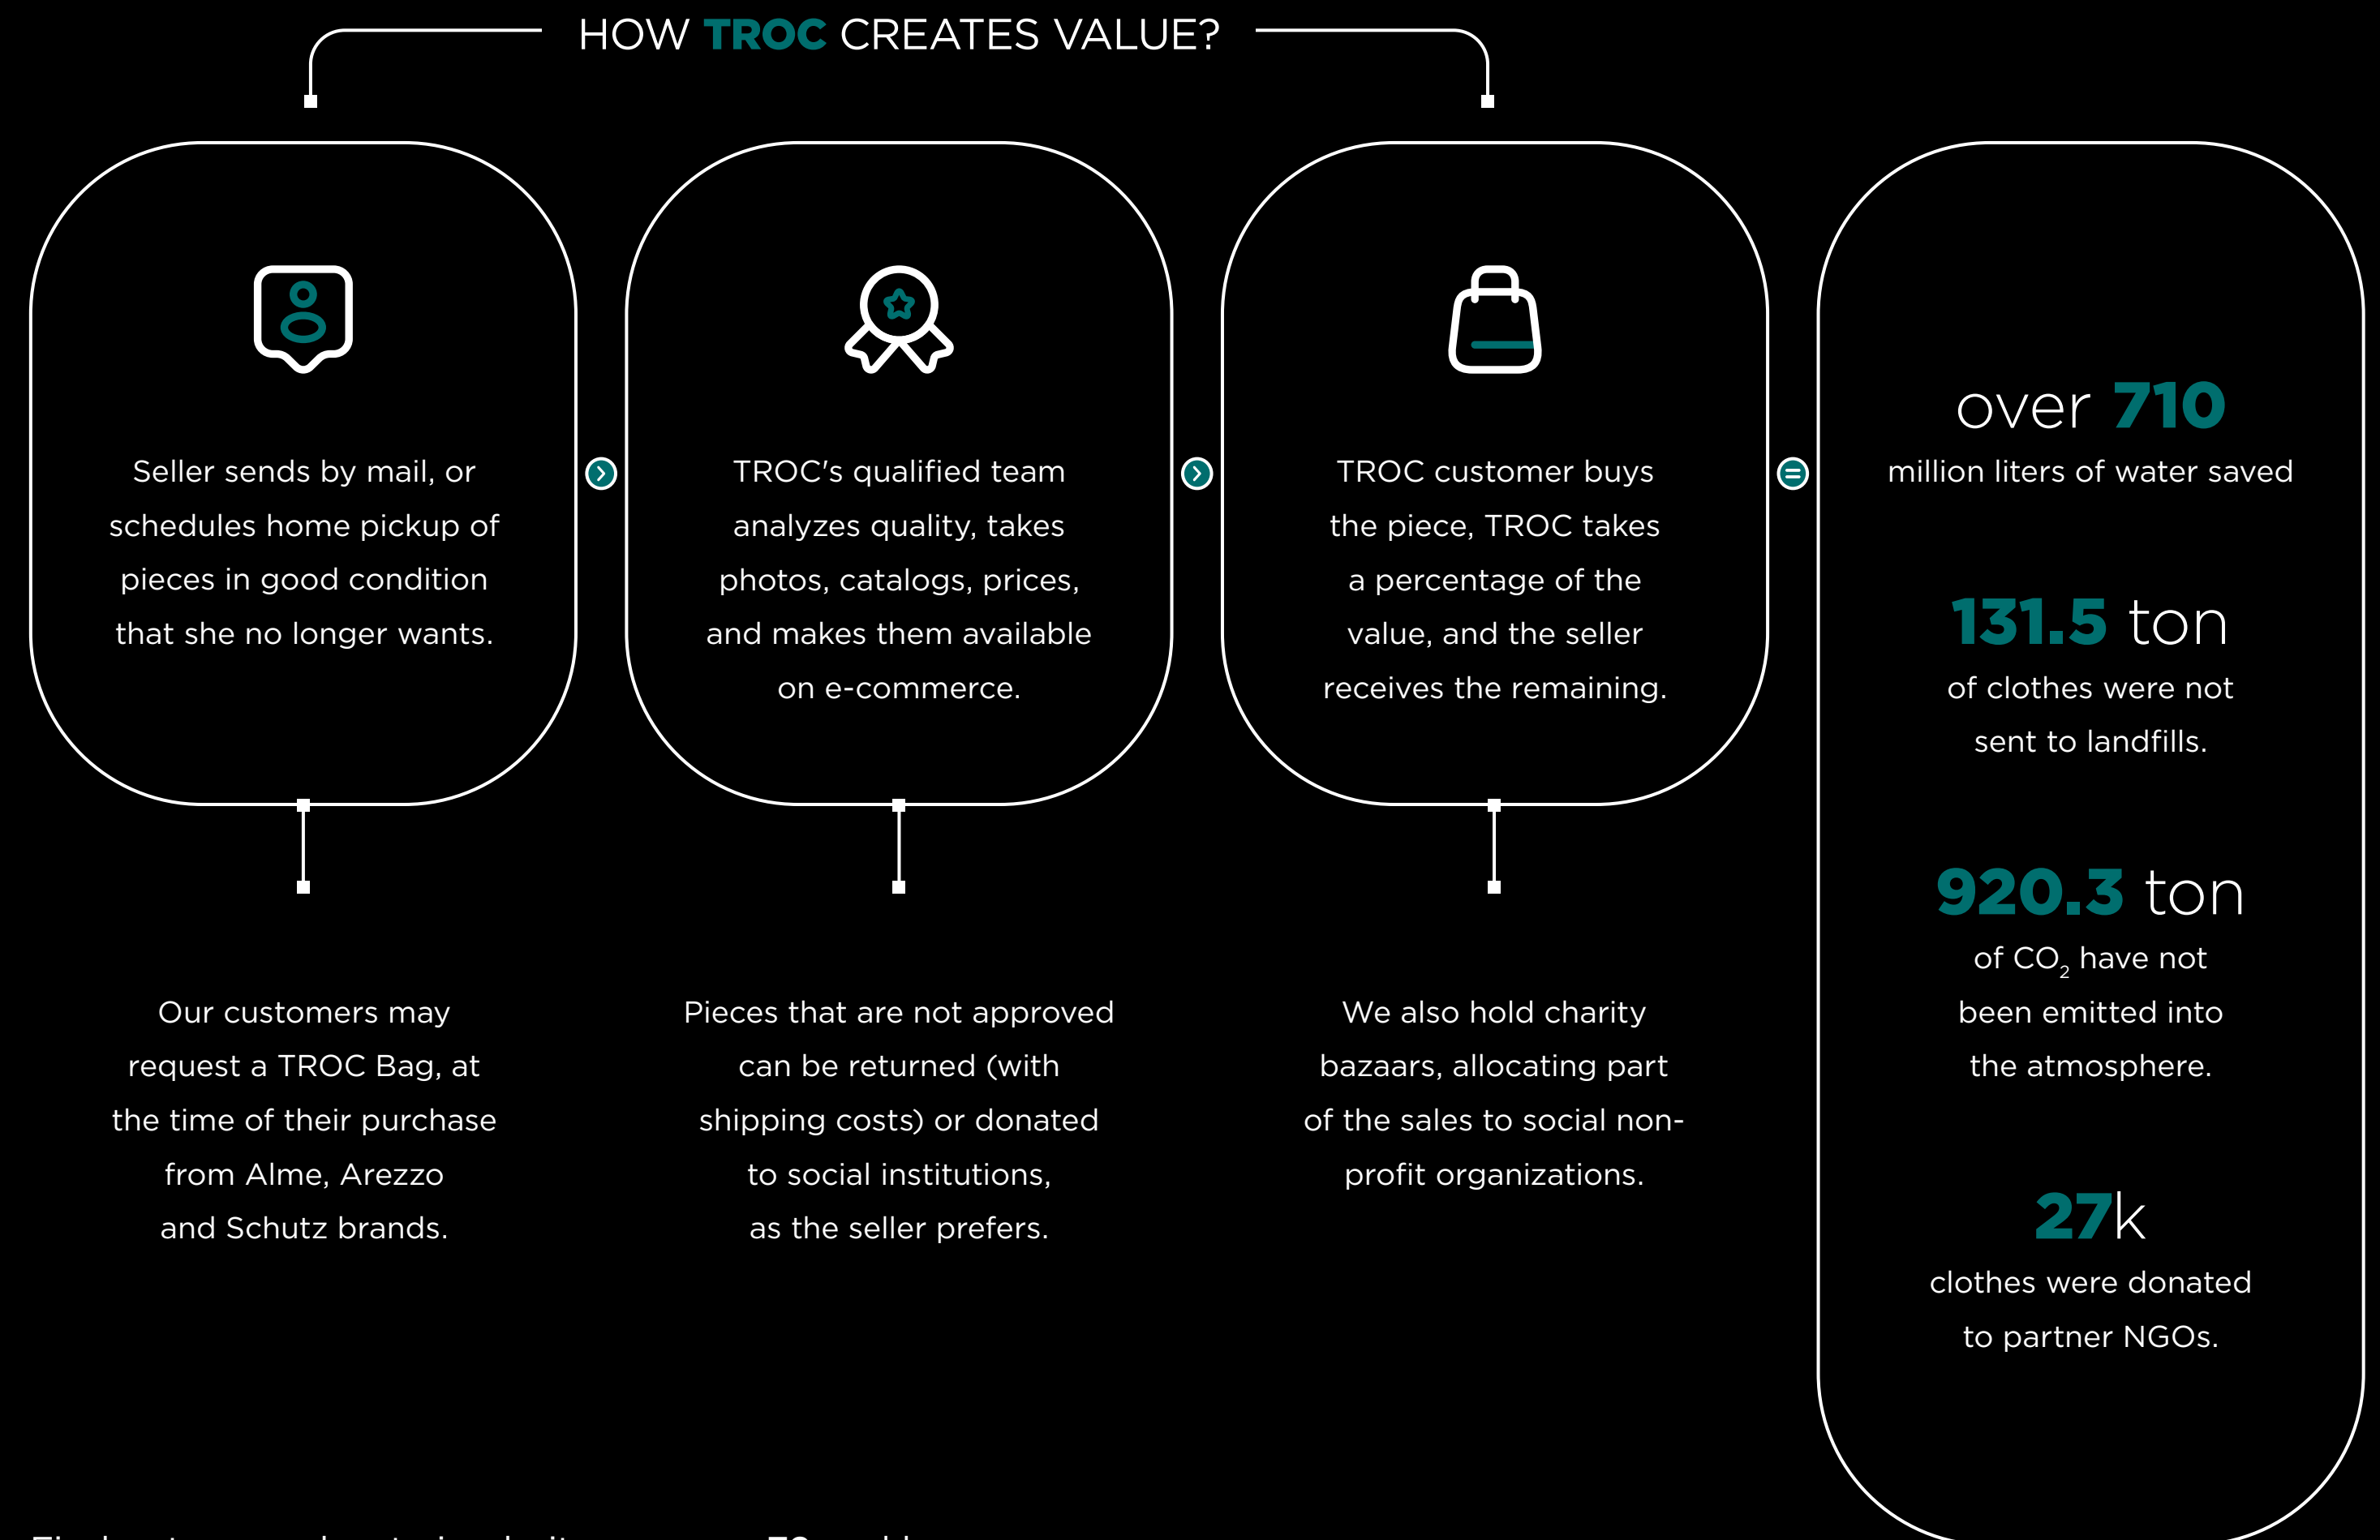 HOW TROC CREATES VALUE?
Seller sends by mail, or
schedules home pickup of
pieces in good condition
that she no longer wants.
TROC's qualified team
analyzes quality, takes
photos, catalogs, prices,
and makes them available
on e-commerce.
TROC customer buys
the piece, TROC takes
a percentage of the
value, and the seller
receives the remaining.
Our customers may
request a TROC Bag, at
the time of their purchase
from Alme, Arezzo
and Schutz brands.
Pieces that are not approved
can be returned (with
shipping costs) or donated
to social institutions,
as the seller prefers.
We also hold charity
bazaars, allocating part
of the sales to social non-
profit organizations.
over 710
million liters of water saved
131.5 ton
of clothes were not
sent to landfills.
920.3 ton
of CO₂ have not
been emitted into
the atmosphere.
27k
clothes were donated
to partner NGOs.